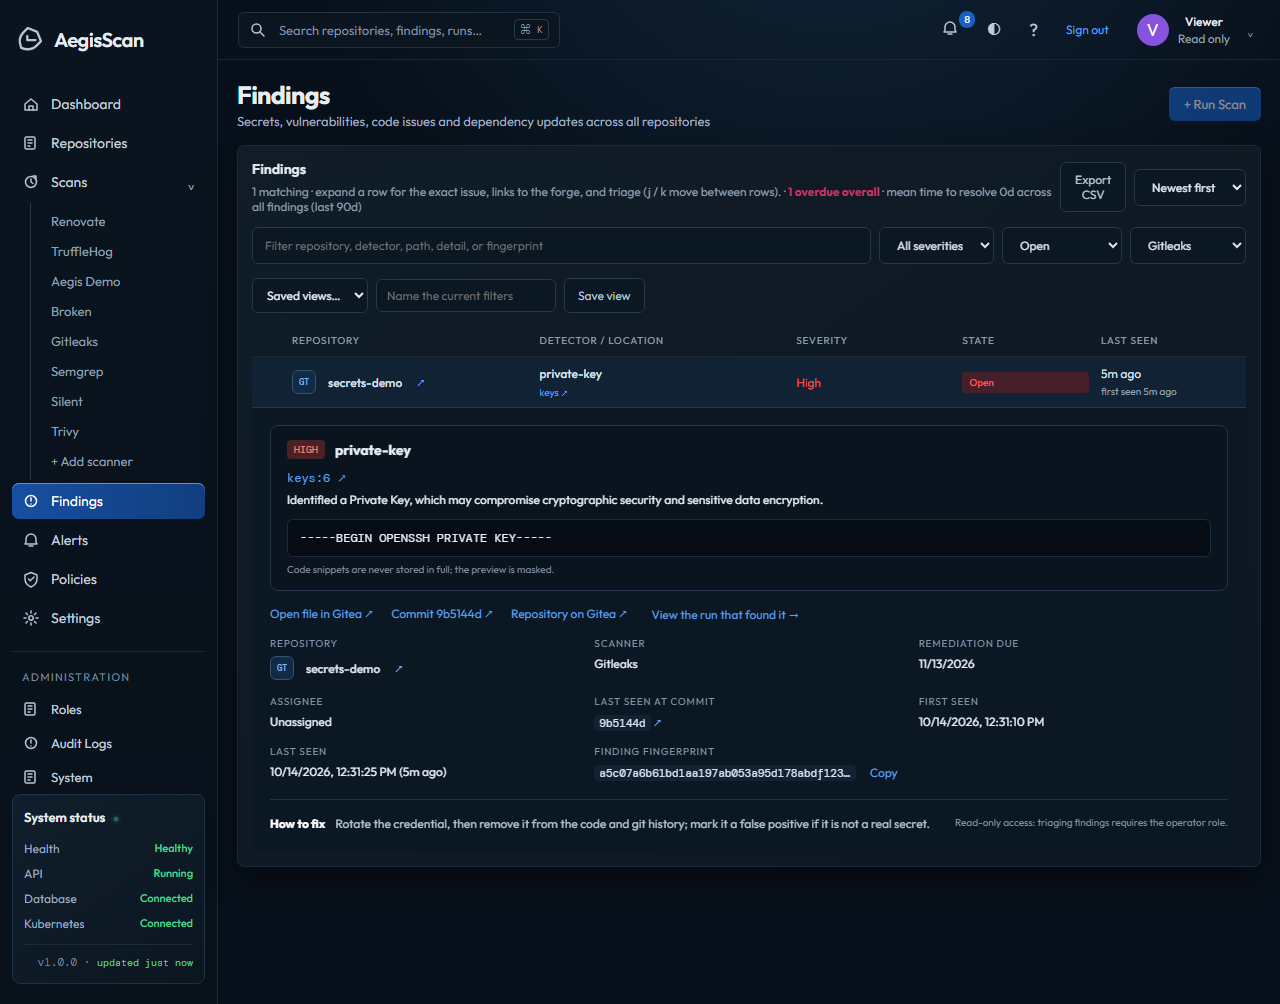 AegisScan
Search repositories, findings, runs...
⌘ K
8
?
Sign out
V
Viewer
Read only
Dashboard
Repositories
Scans
Renovate
TruffleHog
Aegis Demo
Broken
Gitleaks
Semgrep
Silent
Trivy
+ Add scanner
Findings
Alerts
Policies
Settings
ADMINISTRATION
Roles
Audit Logs
System
System status
Health Healthy
API Running
Database Connected
Kubernetes Connected
v1.0.0 · updated just now
Findings
Secrets, vulnerabilities, code issues and dependency updates across all repositories
+ Run Scan
Findings
1 matching · expand a row for the exact issue, links to the forge, and triage (j / k move between rows). · 1 overdue overall · mean time to resolve 0d across
all findings (last 90d)
Export
CSV
Newest first
Filter repository, detector, path, detail, or fingerprint
All severities
Open
Gitleaks
Saved views...
Name the current filters
Save view
REPOSITORY DETECTOR / LOCATION SEVERITY STATE LAST SEEN
GT secrets-demo ↗
private-key
keys ↗
High
Open
5m ago
first seen 5m ago
HIGH private-key
keys:6 ↗
Identified a Private Key, which may compromise cryptographic security and sensitive data encryption.
-----BEGIN OPENSSH PRIVATE KEY-----
Code snippets are never stored in full; the preview is masked.
Open file in Gitea ↗ Commit 9b5144d ↗ Repository on Gitea ↗ View the run that found it →
REPOSITORY
GT secrets-demo ↗
SCANNER
Gitleaks
REMEDIATION DUE
11/13/2026
ASSIGNEE
Unassigned
LAST SEEN AT COMMIT
9b5144d ↗
FIRST SEEN
10/14/2026, 12:31:10 PM
LAST SEEN
10/14/2026, 12:31:25 PM (5m ago)
FINDING FINGERPRINT
a5c07a6b61bd1aa197ab053a95d178abdf123… Copy
How to fix Rotate the credential, then remove it from the code and git history; mark it a false positive if it is not a real secret.
Read-only access: triaging findings requires the operator role.